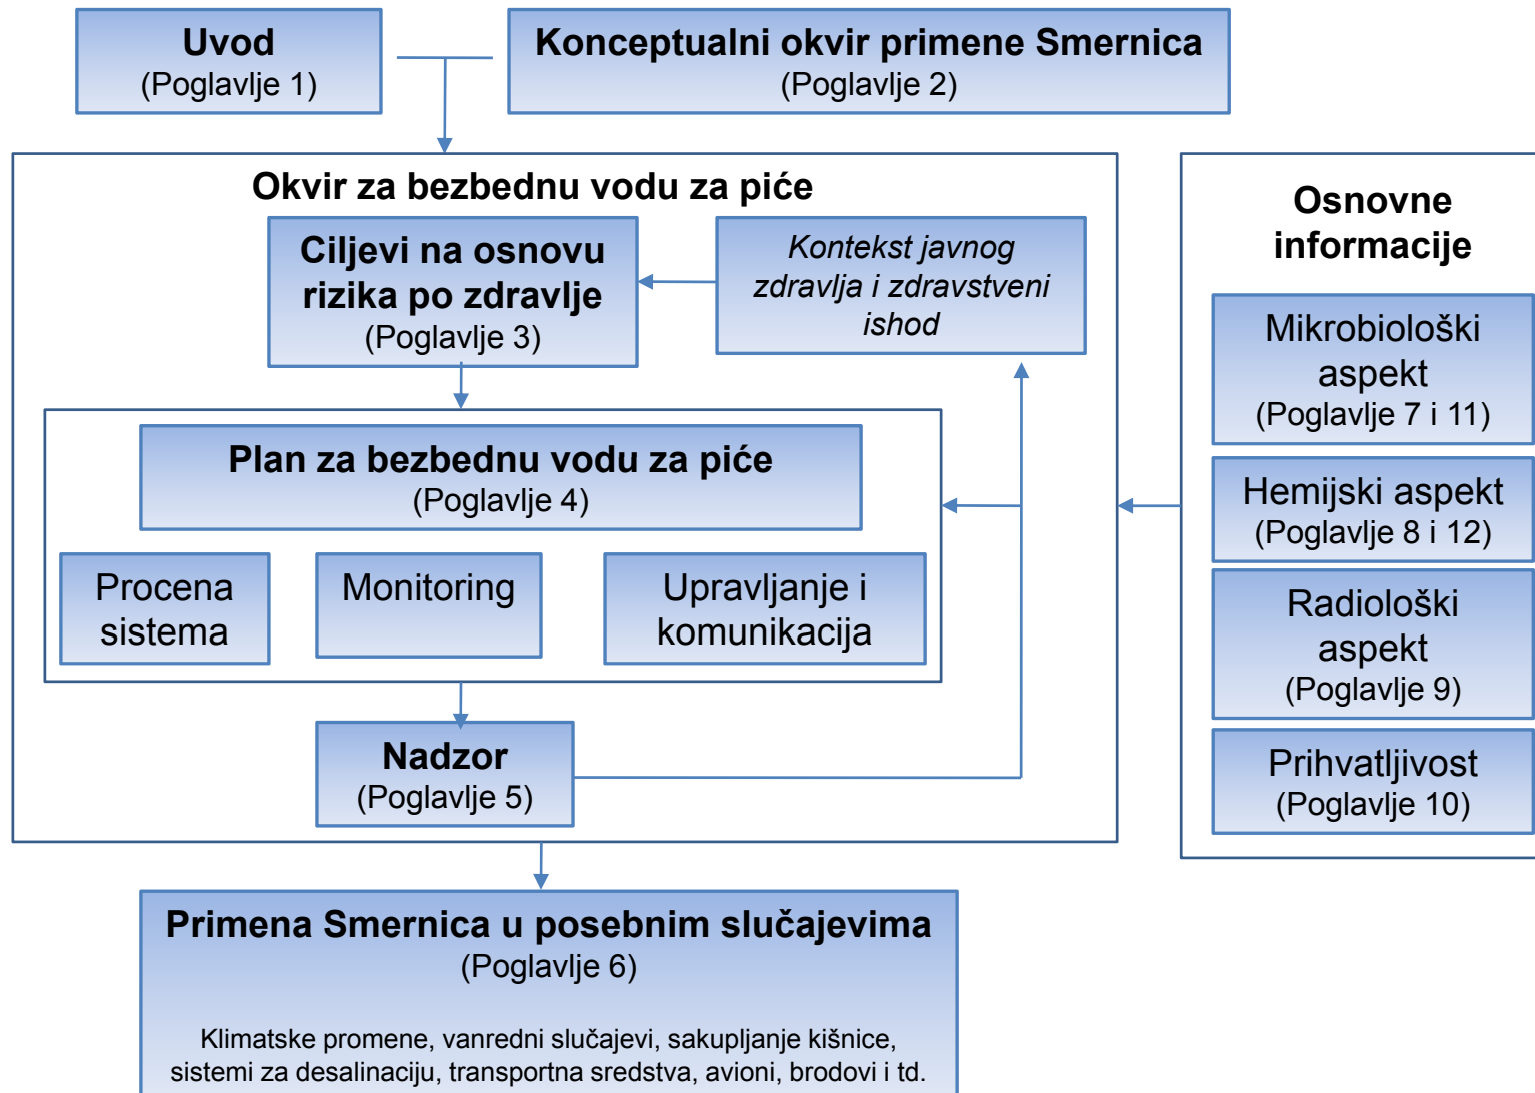 Uvod
(Poglavlje 1)
Konceptualni okvir primene Smernica
(Poglavlje 2)
Okvir za bezbednu vodu za piće
Ciljevi na osnovu
rizika po zdravlje
(Poglavlje 3)
Kontekst javnog
zdravlja i zdravstveni
ishod
Plan za bezbednu vodu za piće
(Poglavlje 4)
Procena
sistema
Monitoring
Upravljanje i
komunikacija
Nadzor
(Poglavlje 5)
Osnovne
informacije
Mikrobiološki
aspekt
(Poglavlje 7 i 11)
Hemijski aspekt
(Poglavlje 8 i 12)
Radiološki
aspekt
(Poglavlje 9)
Prihvatljivost
(Poglavlje 10)
Primena Smernica u posebnim slučajevima
(Poglavlje 6)
Klimatske promene, vanredni slučajevi, sakupljanje kišnice,
sistemi za desalinaciju, transportna sredstva, avioni, brodovi i td.